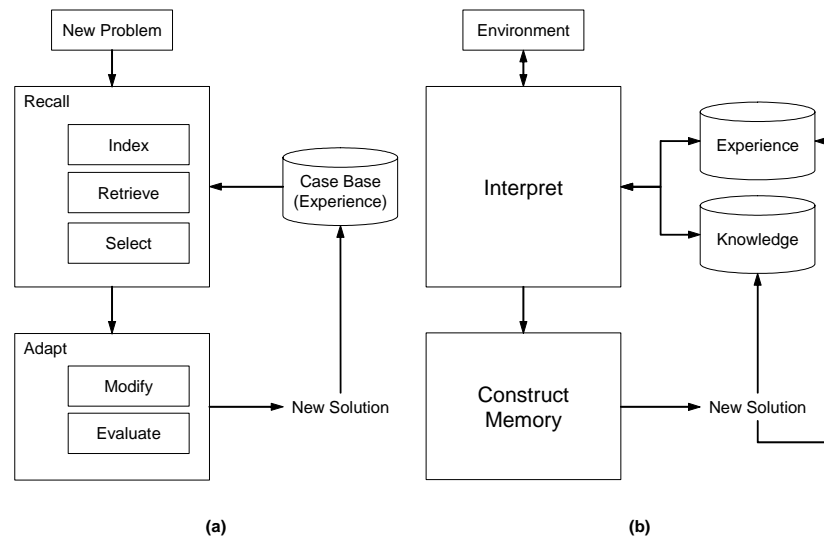 New Problem
Recall
Index
Retrieve
Select
Case Base
(Experience)
Adapt
Modify
Evaluate
New Solution
(a)
Environment
Interpret
Experience
Knowledge
Construct
Memory
New Solution
(b)